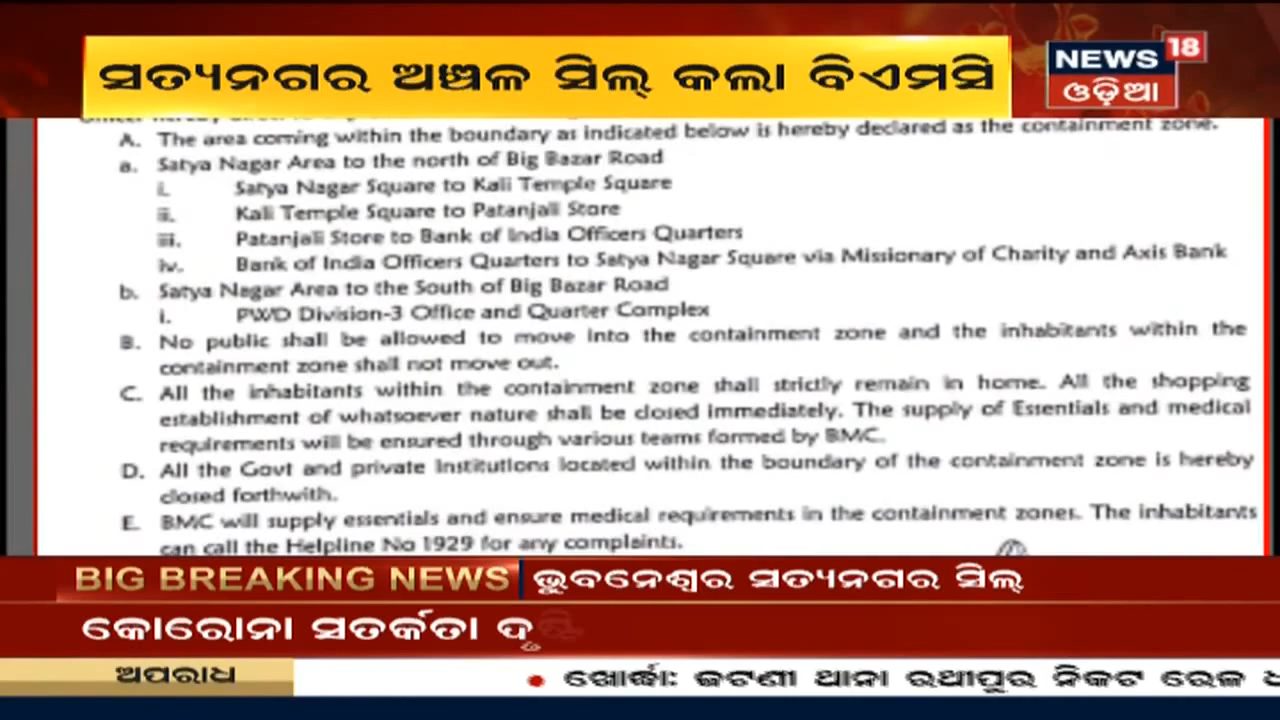 ସତ୍ୟନଗର ଅଞ୍ଚଳ ସିଲ୍ କଲା ବିଏମସି
NEWS 18
ଓଡ଼ିଆ
A. The area coming within the boundary as indicated below is hereby declared as the containment zone.
a. Satya Nagar Area to the north of Big Bazar Road
i. Satya Nagar Square to Kali Temple Square
ii. Kali Temple Square to Patanjali Store
iii. Patanjali Store to Bank of India Officers Quarters
iv. Bank of India Officers Quarters to Satya Nagar Square via Missionary of Charity and Axis Bank
b. Satya Nagar Area to the South of Big Bazar Road
i. PWD Division-3 Office and Quarter Complex
B. No public shall be allowed to move into the containment zone and the inhabitants within the
containment zone shall not move out.
C. All the inhabitants within the containment zone shall strictly remain in home. All the shopping
establishment of whatsoever nature shall be closed immediately. The supply of Essentials and medical
requirements will be ensured through various teams formed by BMC.
D. All the Govt and private Institutions located within the boundary of the containment zone is hereby
closed forthwith.
E. BMC will supply essentials and ensure medical requirements in the containment zones. The inhabitants
can call the Helpline No 1929 for any complaints.
BIG BREAKING NEWS ଭୁବନେଶ୍ୱର ସତ୍ୟନଗର ସିଲ୍
କୋରୋନା ସତର୍କତା
ଅପରାଧ
• ଖୋର୍ଦ୍ଧା: ଜଟଣୀ ଥାନା ରଥୀପୁର ନିକଟ ରେଳ